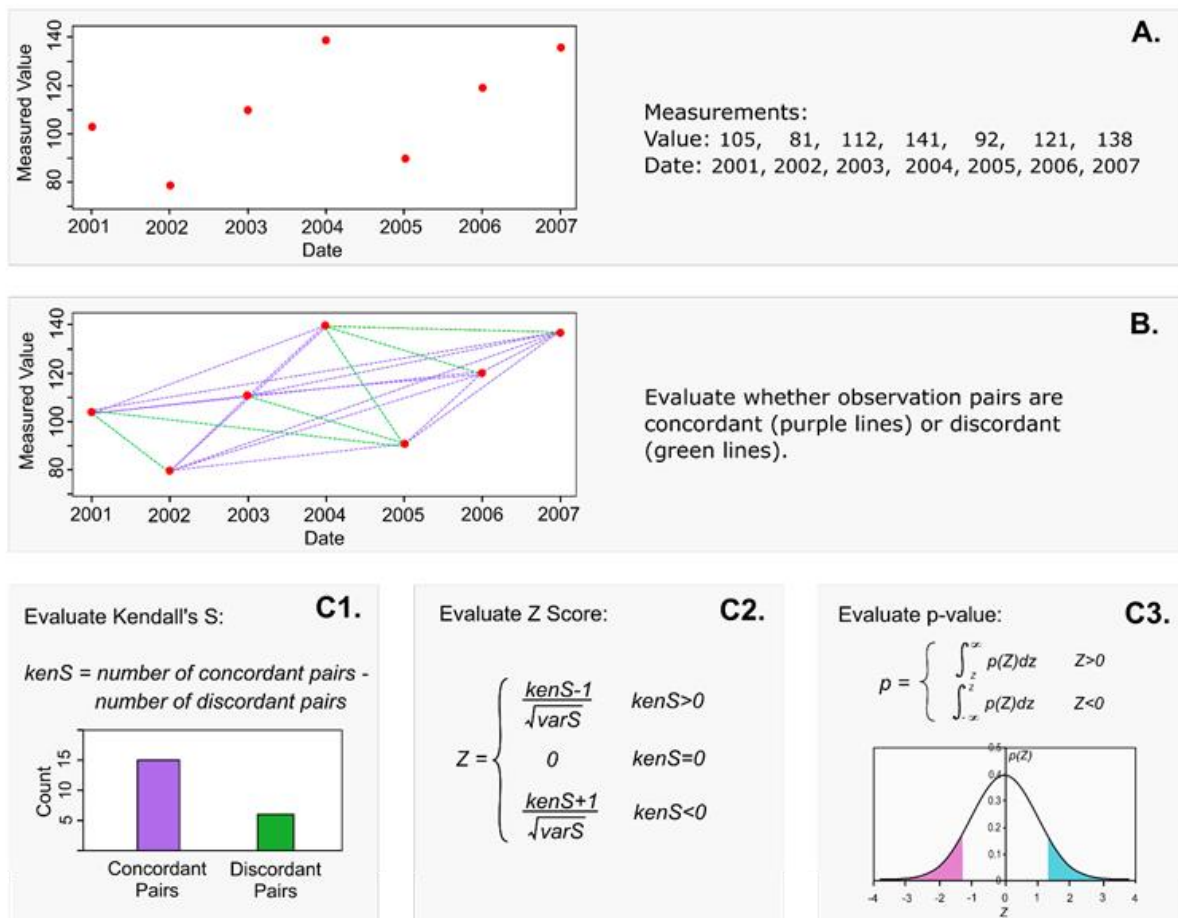 A.
140
120
100
80
Measured Value
2001 2002 2003 2004 2005 2006 2007
Date
Measurements:
Value: 105, 81, 112, 141, 92, 121, 138
Date: 2001, 2002, 2003, 2004, 2005, 2006, 2007
B.
140
120
100
80
Measured Value
2001 2002 2003 2004 2005 2006 2007
Date
Evaluate whether observation pairs are
concordant (purple lines) or discordant
(green lines).
C1.
Evaluate Kendall's S:
kenS = number of concordant pairs -
number of discordant pairs
15
10
5
Count
Concordant Discordant
Pairs Pairs
C2.
Evaluate Z Score:
kenS-1
√varS
kenS>0
Z =
0
kenS=0
kenS+1
√varS
kenS<0
C3.
Evaluate p-value:
p =
∫ z ∞ p(Z)dz Z>0
∫ -∞ z p(Z)dz Z<0
0.5
p(Z)
0.4
0.3
0.2
0.1
0
-4 -3 -2 -1 0 1 2 3 4
Z